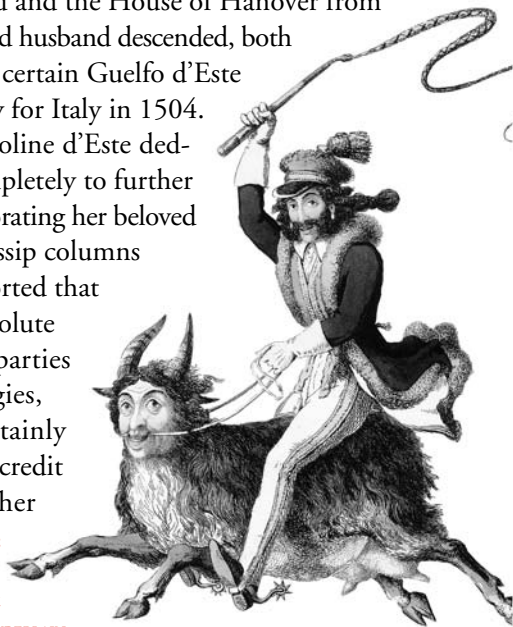 and the House of Hanover from
d husband descended, both
certain Guelfo d’Este
y for Italy in 1504.
oline d’Este ded-
pletely to further
orating her beloved
ssip columns
orted that
olute
parties
gies,
tainly
credit
her